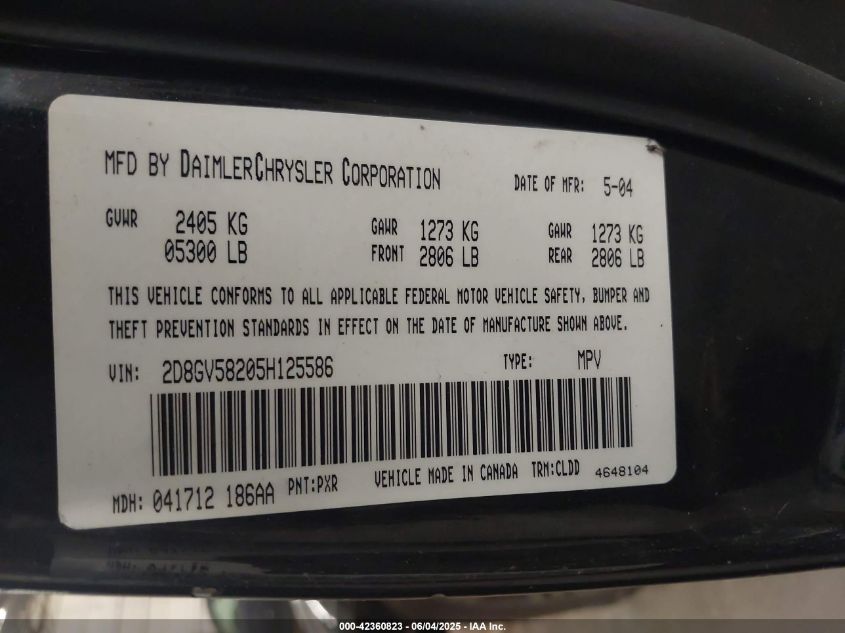 MFD BY DAIMLERCHRYSLER CORPORATION DATE OF MFR: 5-04
GVWR 2405 KG GAWR 1273 KG GAWR 1273 KG
05300 LB FRONT 2806 LB REAR 2806 LB
THIS VEHICLE CONFORMS TO ALL APPLICABLE FEDERAL MOTOR VEHICLE SAFETY, BUMPER AND
THEFT PREVENTION STANDARDS IN EFFECT ON THE DATE OF MANUFACTURE SHOWN ABOVE.
VIN: 2D8GV58205H125586 TYPE: MPV
MDH: 041712 186AA PNT:PXR VEHICLE MADE IN CANADA TRM:CLDD 4648104
000-42360823 - 06/04/2025 - IAA Inc.